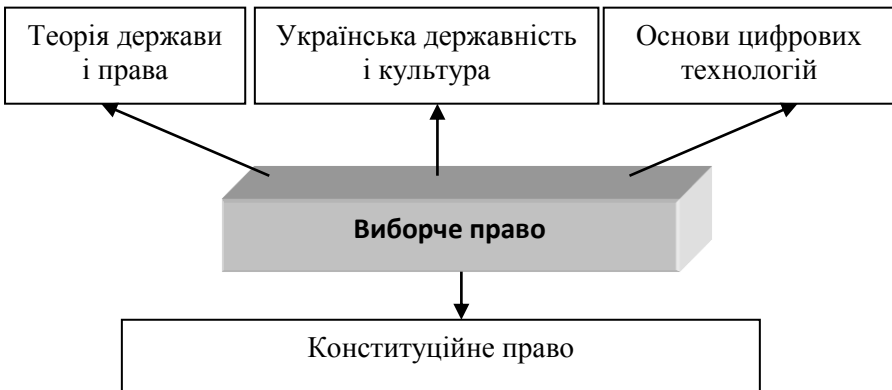 Теорія держави
і права
Українська державність
і культура
Основи цифрових
технологій
Виборче право
Конституційне право